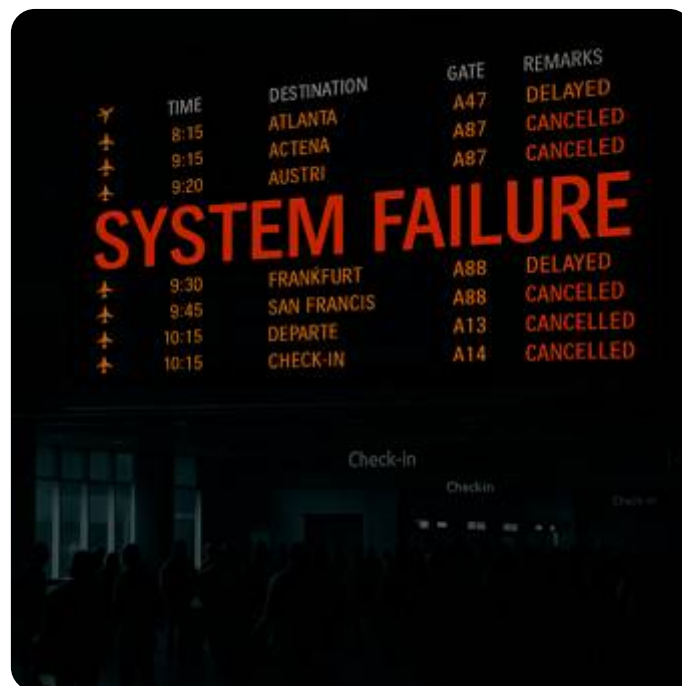 TIME DESTINATION GATE REMARKS
8:15 ATLANTA A47 DELAYED
9:15 ACTENA A87 CANCELED
9:20 AUSTRI A87 CANCELED
SYSTEM FAILURE
9:30 FRANKFURT A88 DELAYED
9:45 SAN FRANCIS A88 CANCELED
10:15 DEPARTE A13 CANCELLED
10:15 CHECK-IN A14 CANCELLED
Check-in
Checkin
Check-in